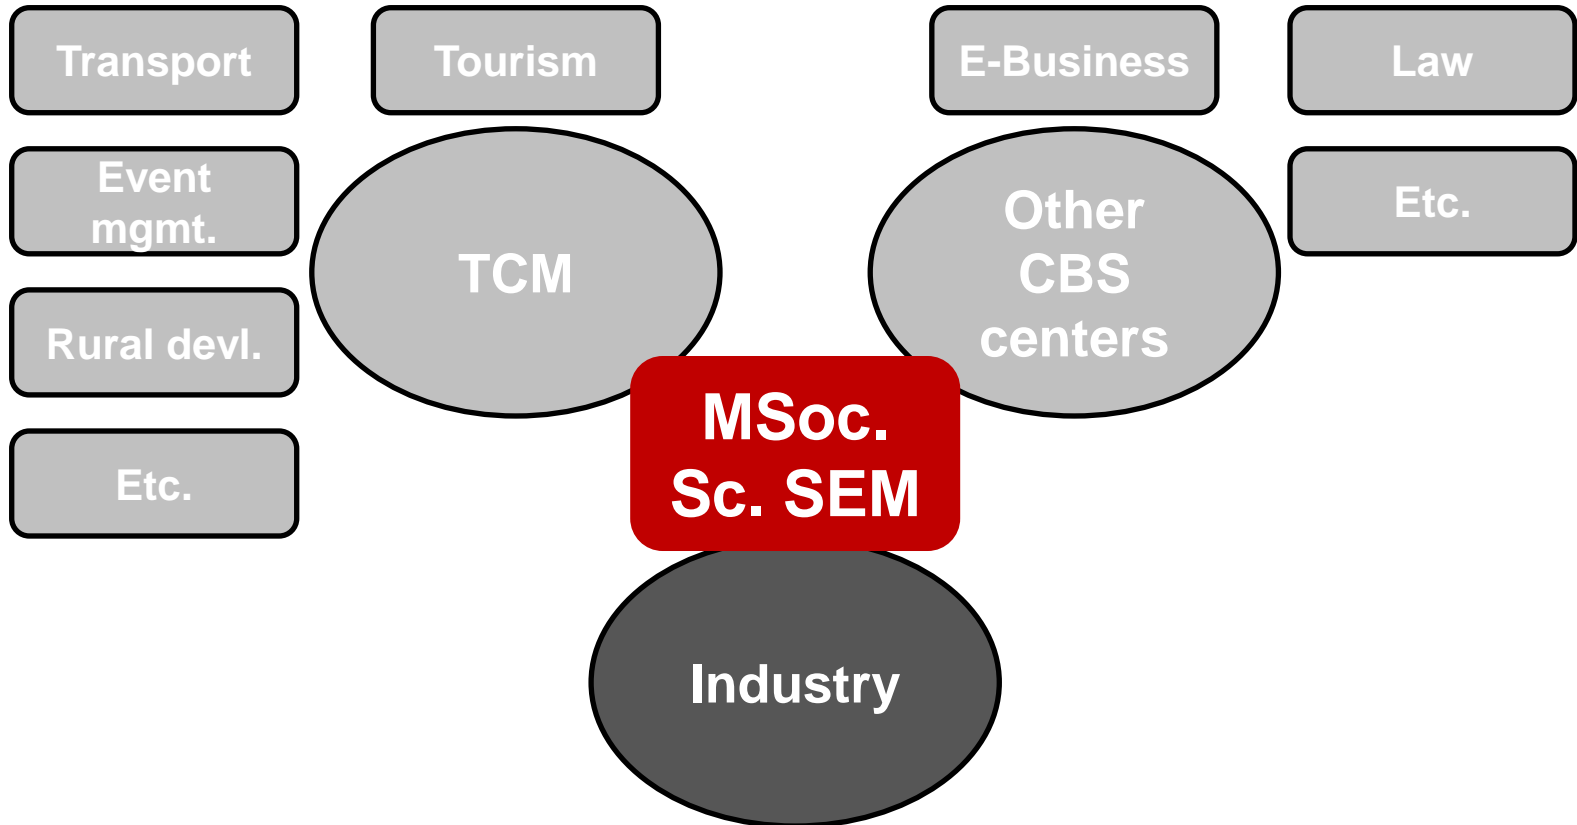 Transport
Tourism
E-Business
Law
Event
mgmt.
Etc.
TCM
Other
CBS
centers
Rural devl.
MSoc.
Sc. SEM
Etc.
Industry